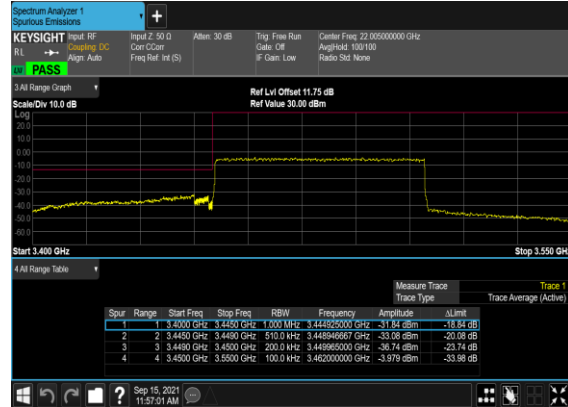 Spectrum Analyzer 1
Spurious Emissions
KEYSIGHT Input: RF Input Z: 50 Ω Atten: 30 dB Trig: Free Run Center Freq: 22.005000000 GHz
RL Coupling: DC Corr CCorr Gate: Off Avg|Hold: 100/100
Align: Auto Freq Ref: Int (S) IF Gain: Low Radio Std: None
LM PASS
3 All Range Graph
Ref Lvl Offset 11.75 dB
Scale/Div 10.0 dB Ref Value 30.00 dBm
Log
20.0
10.0
0.00
-10.0
-20.0
-30.0
-40.0
-50.0
-60.0
Start 3.400 GHz Stop 3.550 GHz
4 All Range Table
Measure Trace Trace 1
Trace Type Trace Average (Active)
Spur Range Start Freq Stop Freq RBW Frequency Amplitude ΔLimit
1 1 3.4000 GHz 3.4450 GHz 1.000 MHz 3.444925000 GHz -31.84 dBm -18.84 dB
2 2 3.4450 GHz 3.4490 GHz 510.0 kHz 3.448946667 GHz -33.08 dBm -20.08 dB
3 3 3.4490 GHz 3.4500 GHz 200.0 kHz 3.449965000 GHz -36.74 dBm -23.74 dB
4 4 3.4500 GHz 3.5500 GHz 100.0 kHz 3.462000000 GHz -3.979 dBm -33.98 dB
? Sep 15, 2021
11:57:01 AM